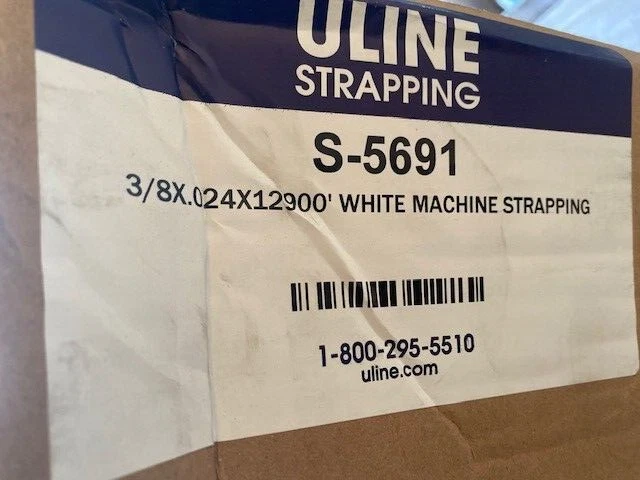 ULINE
STRAPPING
S-5691
3/8X.024X12900' WHITE MACHINE STRAPPING
1-800-295-5510
uline.com